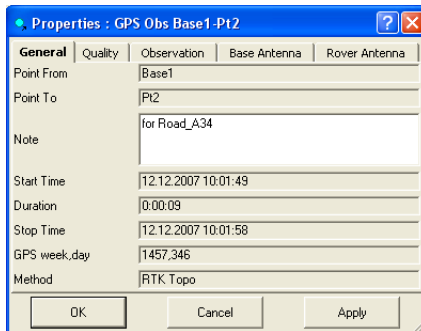 Properties : GPS Obs Base1-Pt2
General Quality Observation Base Antenna Rover Antenna
Point From Base1
Point To Pt2
Note for Road_A34
Start Time 12.12.2007 10:01:49
Duration 0:00:09
Stop Time 12.12.2007 10:01:58
GPS week,day 1457,346
Method RTK Topo
OK Cancel Apply